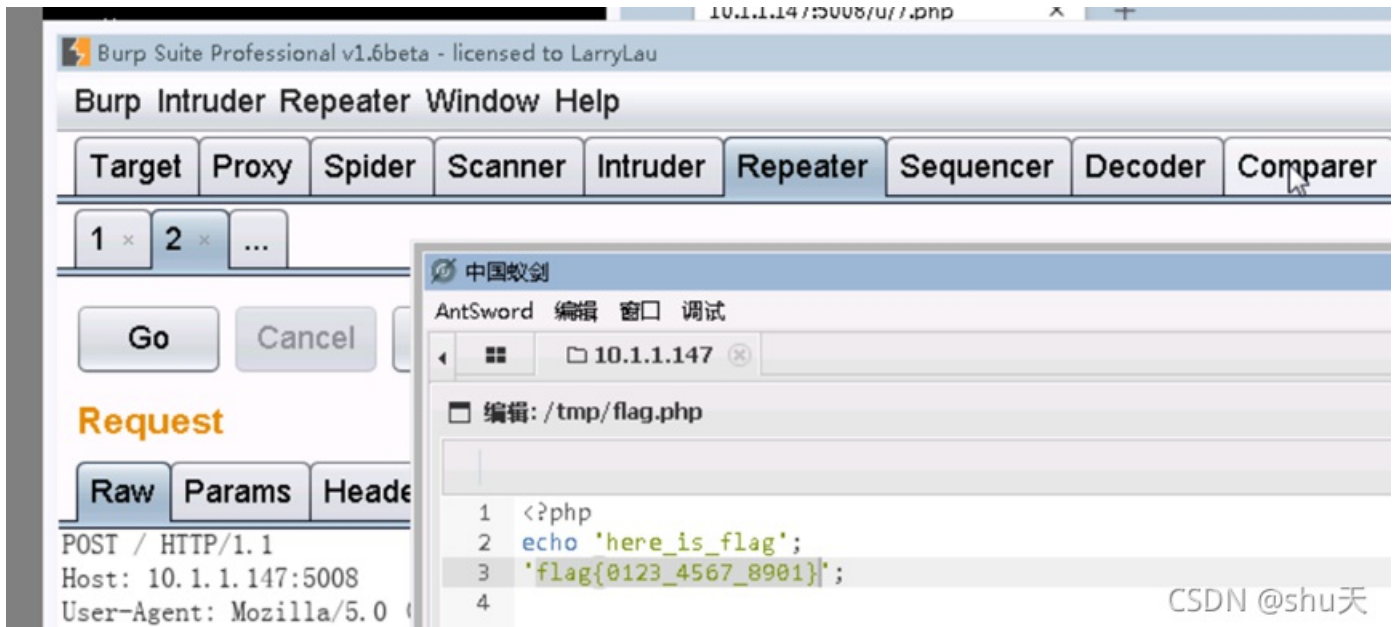 10.1.1.147:5008/u/7.php
Burp Suite Professional v1.6beta - licensed to LarryLau
Burp Intruder Repeater Window Help
Target Proxy Spider Scanner Intruder Repeater Sequencer Decoder Comparer
1 × 2 × ...
中国蚁剑
AntSword 编辑 窗口 调试
Go Cancel
10.1.1.147
编辑: /tmp/flag.php
Request
Raw Params Heade
1 <?php
2 echo 'here_is_flag';
3 'flag{0123_4567_8901}';
4
POST / HTTP/1.1
Host: 10.1.1.147:5008
User-Agent: Mozilla/5.0 (
CSDN @shu天